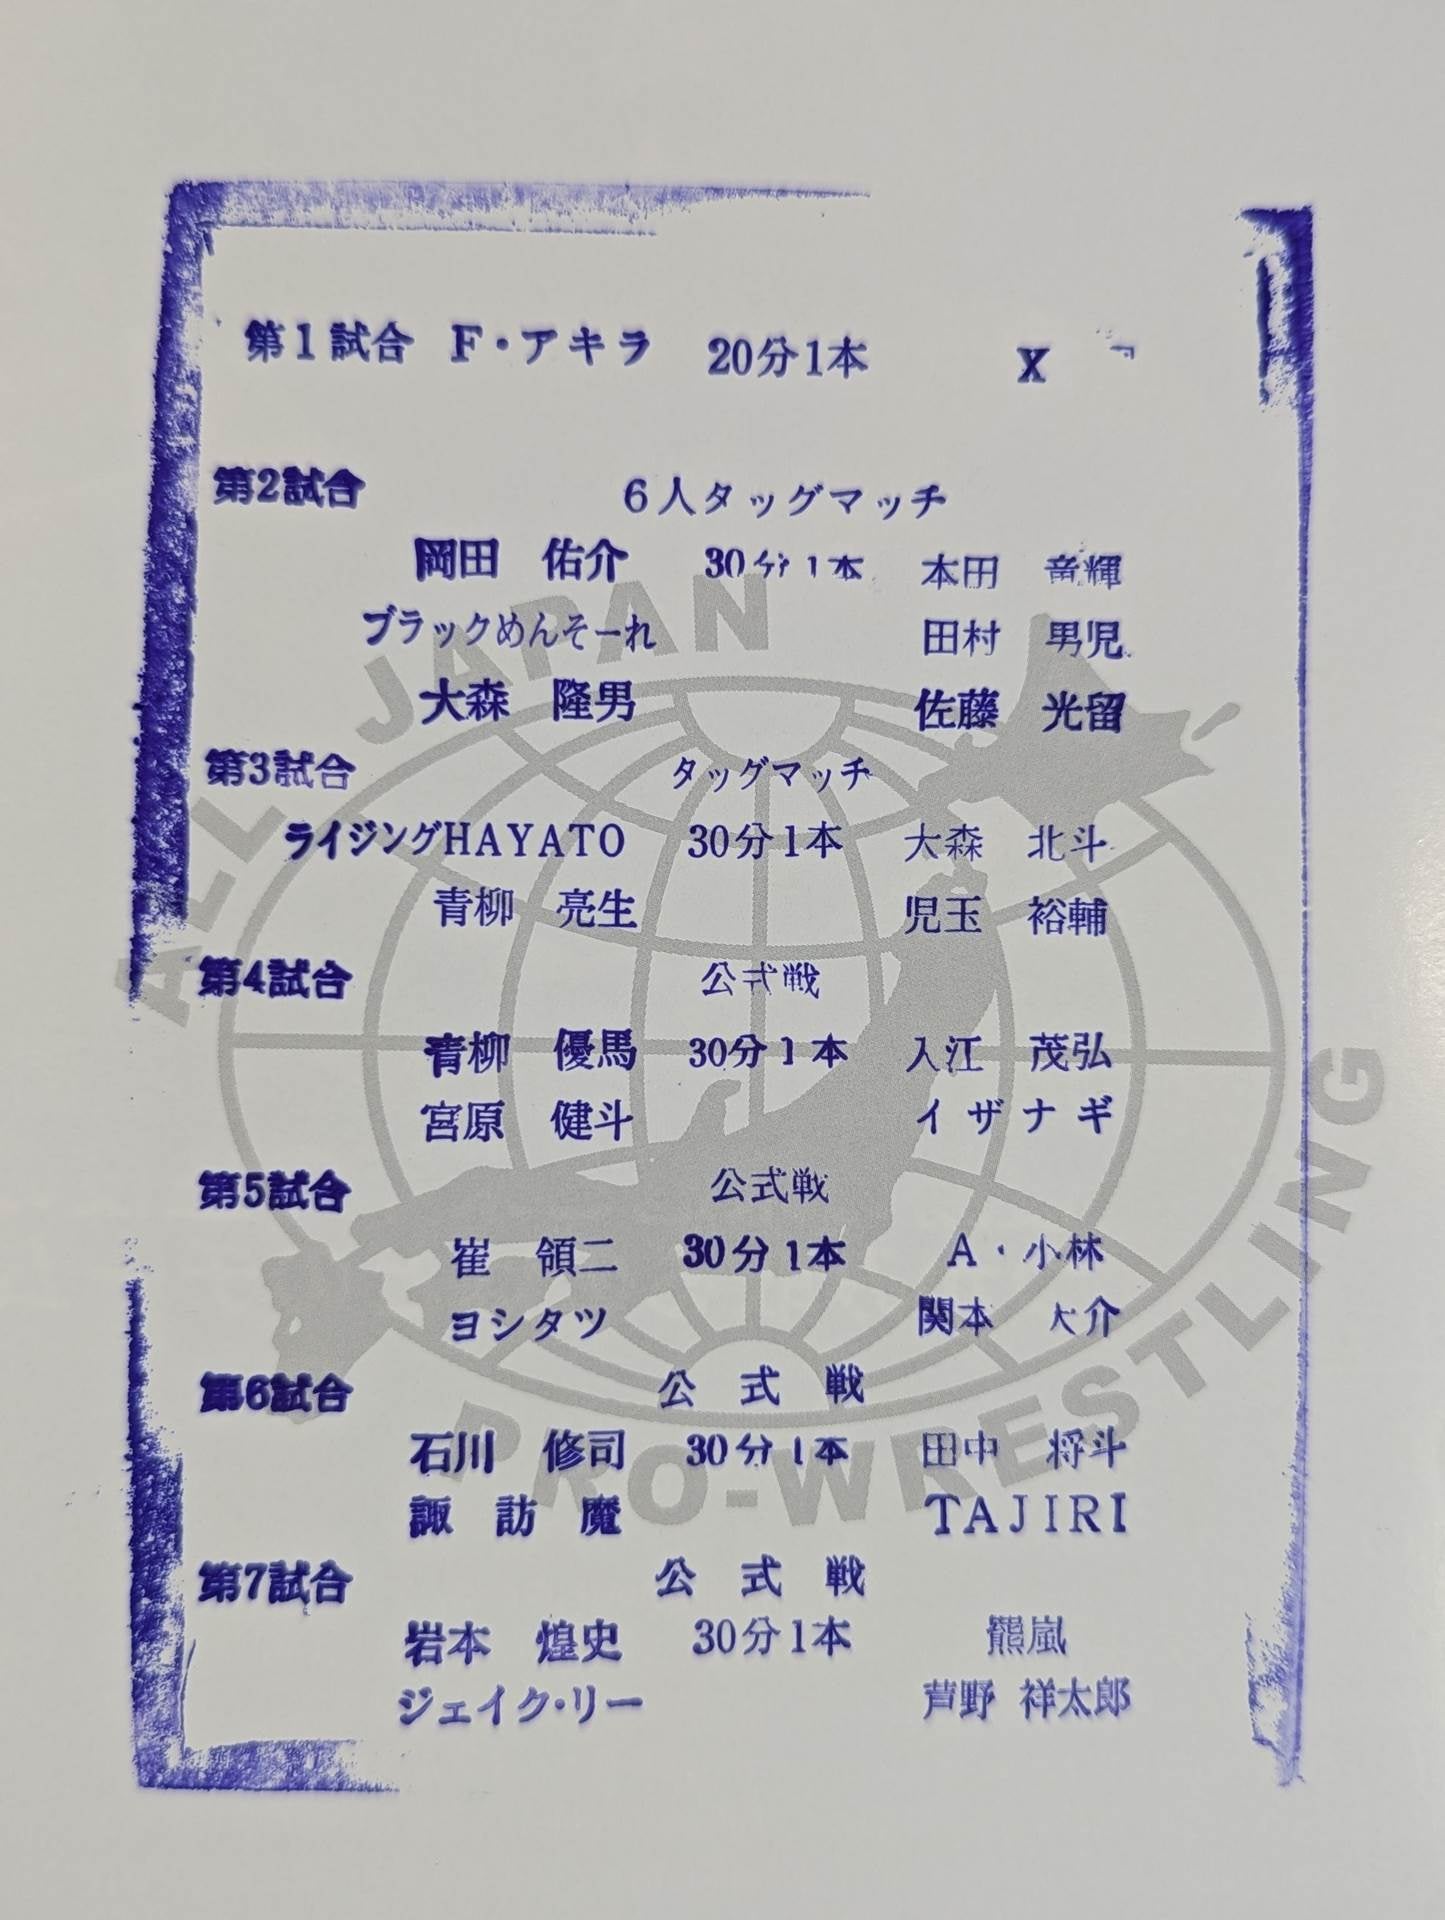 第1試合 F・アキラ 20分1本 X
第2試合 6人タッグマッチ
岡田 佑介 30分1本 本田 竜輝
ブラックめんそーれ 田村 男児
大森 隆男 佐藤 光留
第3試合 タッグマッチ
ライジングHAYATO 30分1本 大森 北斗
青柳 亮生 児玉 裕輔
第4試合 公式戦
青柳 優馬 30分1本 入江 茂弘
宮原 健斗 イザナギ
第5試合 公式戦
崔 領二 30分1本 A・小林
ヨシタツ 関本 大介
第6試合 公式戦
石川 修司 30分1本 田中 将斗
諏訪魔 TAJIRI
第7試合 公式戦
岩本 煌史 30分1本 羆嵐
ジェイク・リー 芦野 祥太郎
ALL JAPAN
PRO-WRESTLING